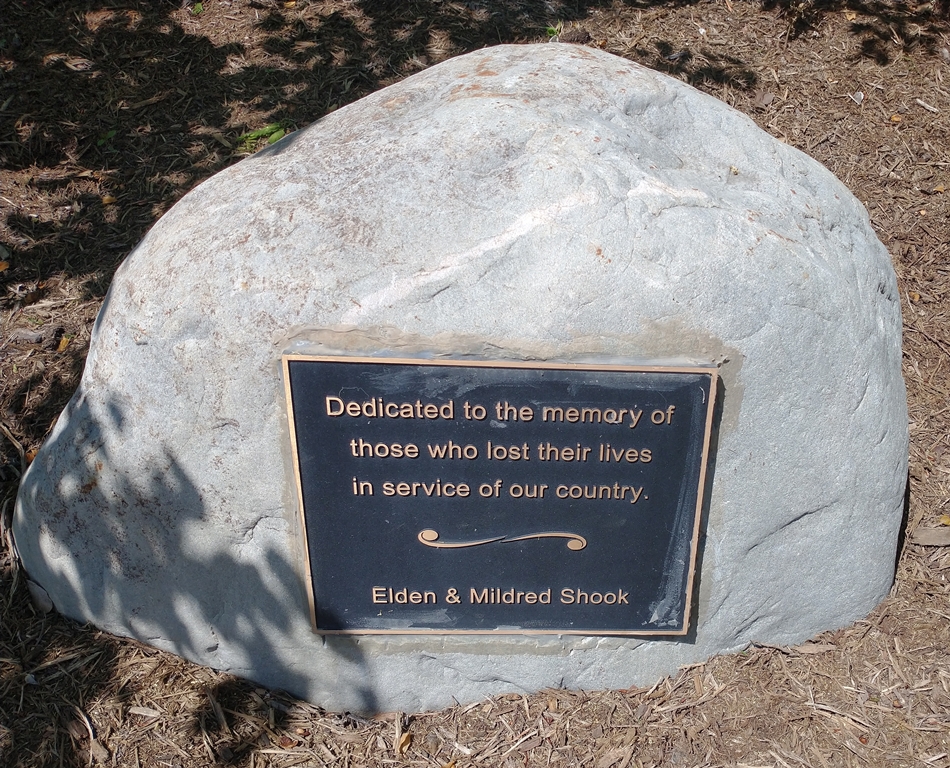 Dedicated to the memory of
those who lost their lives
in service of our country.
Elden & Mildred Shook